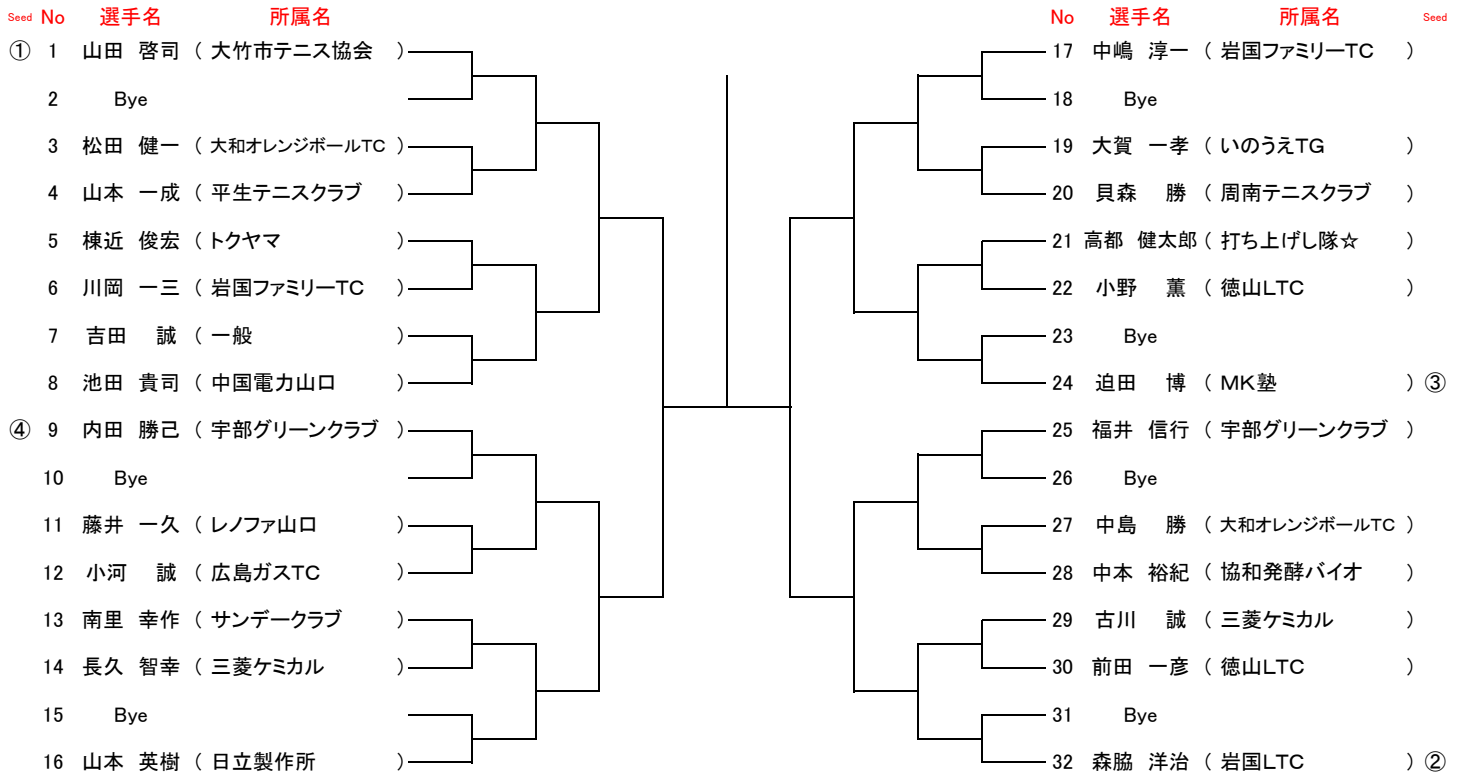 Seed No 選手名 所属名
① 1 山田 啓司 ( 大竹市テニス協会 )
2 Bye
3 松田 健一 ( 大和オレンジボールTC )
4 山本 一成 ( 平生テニスクラブ )
5 棟近 俊宏 ( トクヤマ )
6 川岡 一三 ( 岩国ファミリーTC )
7 吉田 誠 ( 一般 )
8 池田 貴司 ( 中国電力山口 )
④ 9 内田 勝己 ( 宇部グリーンクラブ )
10 Bye
11 藤井 一久 ( レノファ山口 )
12 小河 誠 ( 広島ガスTC )
13 南里 幸作 ( サンデークラブ )
14 長久 智幸 ( 三菱ケミカル )
15 Bye
16 山本 英樹 ( 日立製作所 )
No 選手名 所属名 Seed
17 中嶋 淳一 ( 岩国ファミリーTC )
18 Bye
19 大賀 一孝 ( いのうえTG )
20 貝森 勝 ( 周南テニスクラブ )
21 高都 健太郎 ( 打ち上げし隊☆ )
22 小野 薫 ( 徳山LTC )
23 Bye
24 迫田 博 ( MK塾 ) ③
25 福井 信行 ( 宇部グリーンクラブ )
26 Bye
27 中島 勝 ( 大和オレンジボールTC )
28 中本 裕紀 ( 協和発酵バイオ )
29 古川 誠 ( 三菱ケミカル )
30 前田 一彦 ( 徳山LTC )
31 Bye
32 森脇 洋治 ( 岩国LTC ) ②